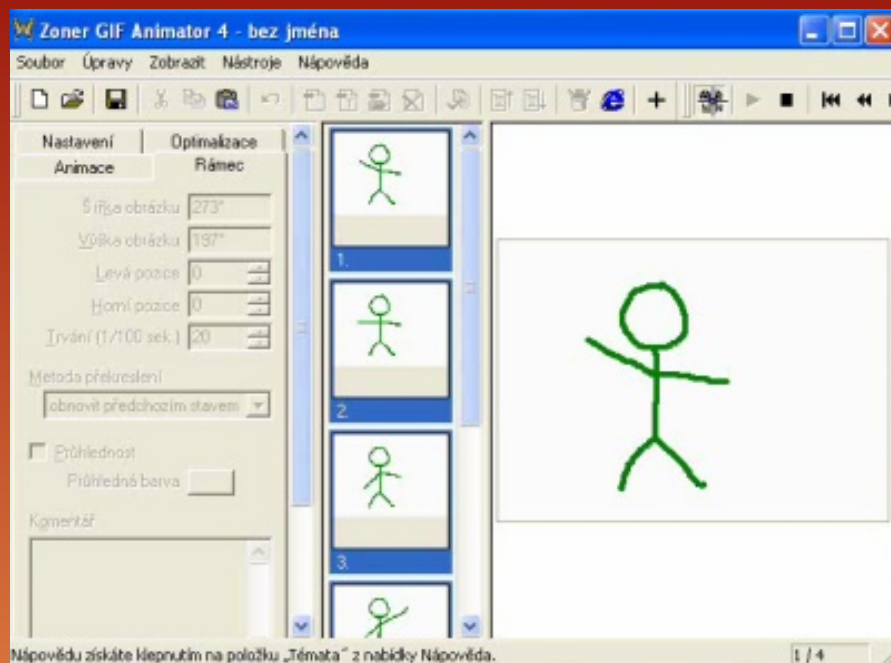 Zoner GIF Animator 4 - bez jména
Soubor Úpravy Zobrazit Nástroje Nápověda
Nastavení Optimalizace
Animace Rámec
Šířka obrázku 273*
Výška obrázku 197*
Levá pozice 0
Horní pozice 0
Trvání (1/100 sek.) 20
Metoda překreslení
obnovit předchozím stavem
Průhlednost
Průhledná barva
Komentář
1.
2.
3.
Nápovědu získáte klepnutím na položku „Témata“ z nabídky Nápověda.
1 / 4